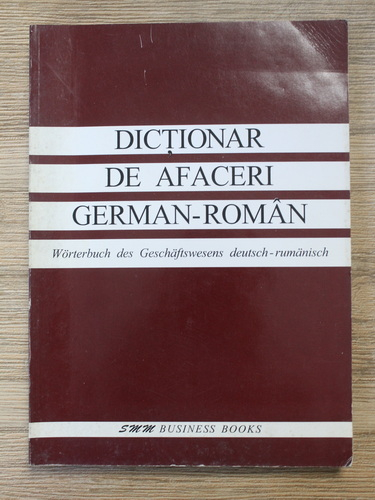 DICȚIONAR
DE AFACERI
GERMAN-ROMÂN
Wörterbuch des Geschäftswesens deutsch-rumänisch
SMM BUSINESS BOOKS